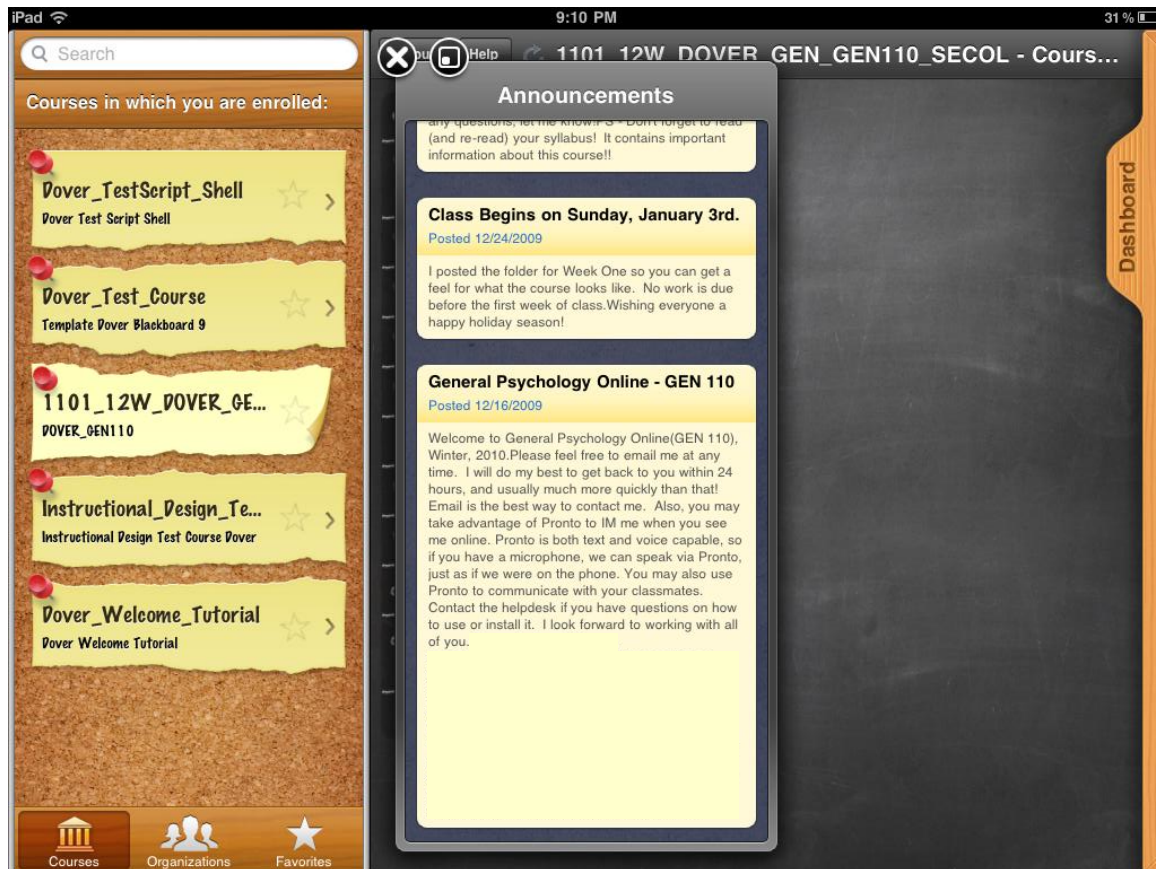 iPad
9:10 PM
31 %
Search
Courses in which you are enrolled:
Dover_TestScript_Shell
Dover Test Script Shell
Dover_Test_Course
Template Dover Blackboard 9
1101_12W_DOVER_GE...
DOVER_GEN110
Instructional_Design_Te...
Instructional Design Test Course Dover
Dover_Welcome_Tutorial
Dover Welcome Tutorial
Courses
Organizations
Favorites
Help
1101_12W_DOVER_GEN_GEN110_SECOL - Cours...
Announcements
any questions, let me know!PS - Don't forget to read
(and re-read) your syllabus!  It contains important
information about this course!!
Class Begins on Sunday, January 3rd.
Posted 12/24/2009
I posted the folder for Week One so you can get a
feel for what the course looks like.  No work is due
before the first week of class.Wishing everyone a
happy holiday season!
General Psychology Online - GEN 110
Posted 12/16/2009
Welcome to General Psychology Online(GEN 110),
Winter, 2010.Please feel free to email me at any
time.  I will do my best to get back to you within 24
hours, and usually much more quickly than that!
Email is the best way to contact me.  Also, you may
take advantage of Pronto to IM me when you see
me online. Pronto is both text and voice capable, so
if you have a microphone, we can speak via Pronto,
just as if we were on the phone. You may also use
Pronto to communicate with your classmates.
Contact the helpdesk if you have questions on how
to use or install it.  I look forward to working with all
of you.
Dashboard